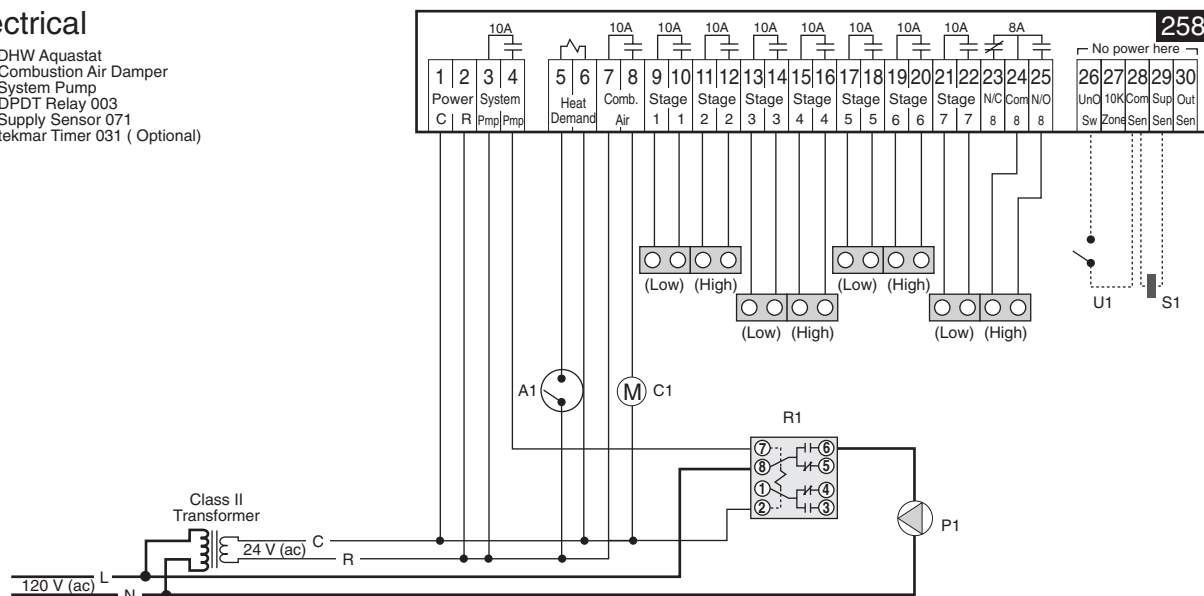 ectrical
DHW Aquastat
Combustion Air Damper
System Pump
DPDT Relay 003
Supply Sensor 071
tekmar Timer 031 ( Optional)
258
10A 10A 10A 10A 10A 10A 10A 10A 10A 8A
No power here
1 2 3 4 5 6 7 8 9 10 11 12 13 14 15 16 17 18 19 20 21 22 23 24 25 26 27 28 29 30
Power System Heat Comb. Stage Stage Stage Stage Stage Stage Stage N/C Com N/O UnO 10K Com Sup Out
C R Pmp Pmp Demand Air 1 1 2 2 3 3 4 4 5 5 6 6 7 7 8 8 8 Sw Zone Sen Sen Sen
(Low) (High) (Low) (High)
U1 S1
(Low) (High) (Low) (High)
A1 M C1
R1
7 6
8 5
1 4
2 3
P1
Class II
Transformer
24 V (ac) C
R
120 V (ac) L
N